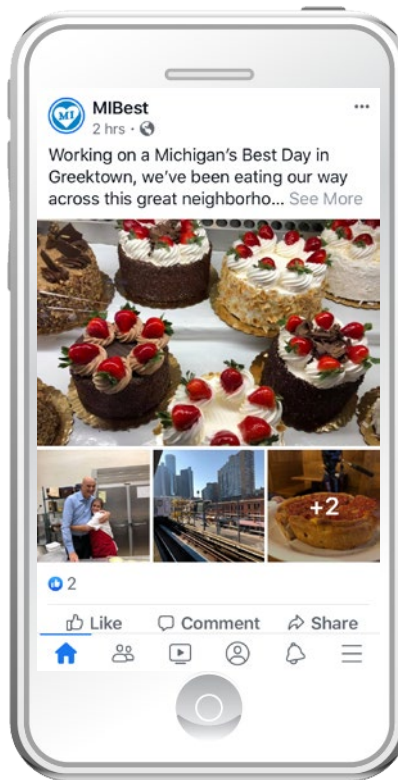 MI
MIBest
2 hrs ·
Working on a Michigan's Best Day in
Greektown, we've been eating our way
across this great neighborho... See More
+2
2
Like Comment Share